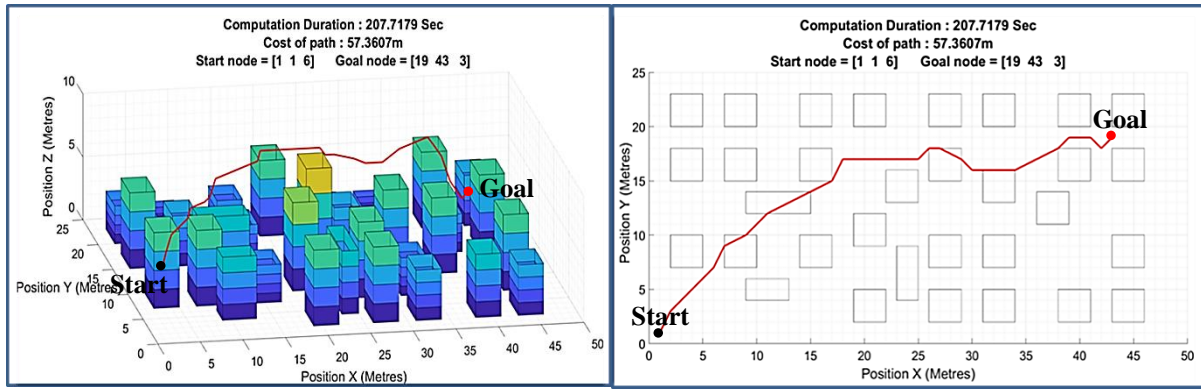 Computation Duration : 207.7179 Sec
Cost of path : 57.3607m
Start node = [1 1 6] Goal node = [19 43 3]
Position Z (Metres)
10
5
0
25
20
15
10
5
0
Position Y (Metres)
Start
Goal
0
5
10
15
20
25
30
35
40
45
50
Position X (Metres)
Computation Duration : 207.7179 Sec
Cost of path : 57.3607m
Start node = [1 1 6] Goal node = [19 43 3]
Position Y (Metres)
25
20
15
10
5
0
Start
Goal
0
5
10
15
20
25
30
35
40
45
50
Position X (Metres)